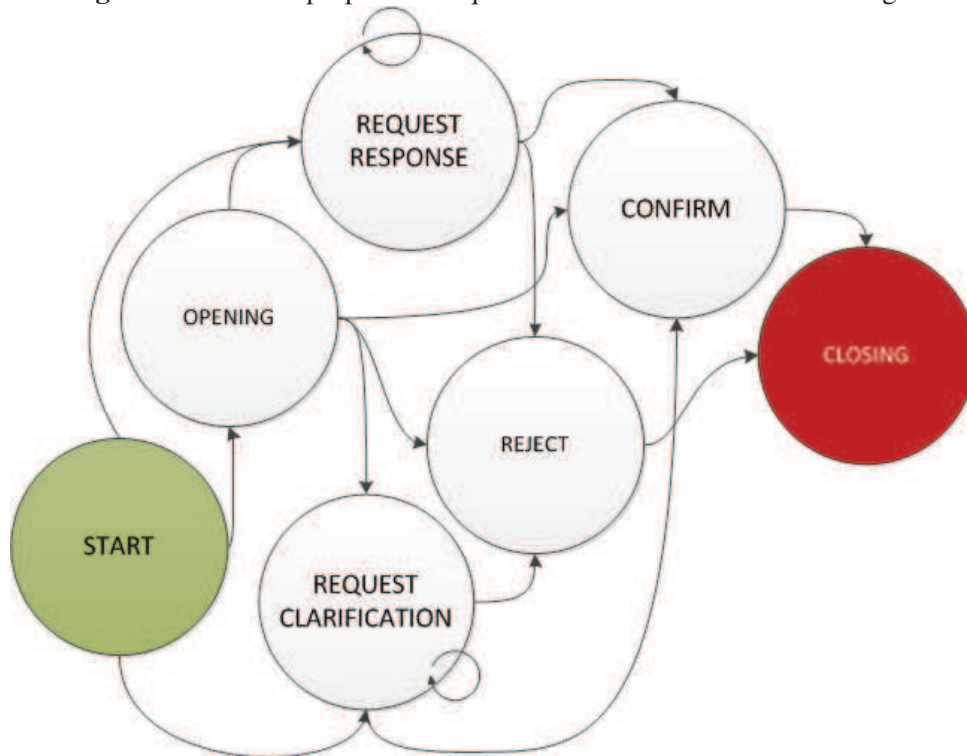 REQUEST
RESPONSE
CONFIRM
OPENING
CLOSING
REJECT
START
REQUEST
CLARIFICATION